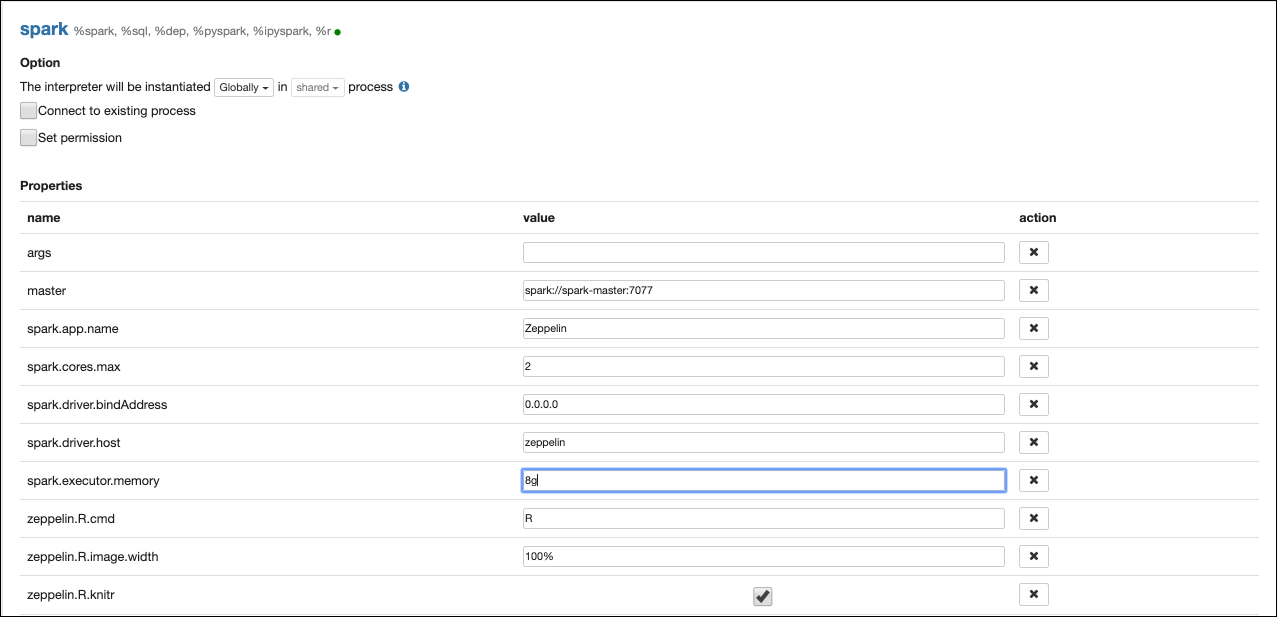 spark %spark, %sql, %dep, %pyspark, %ipyspark, %r
Option
The interpreter will be instantiated Globally in shared process
Connect to existing process
Set permission
Properties
name value action
args
master spark://spark-master:7077
spark.app.name Zeppelin
spark.cores.max 2
spark.driver.bindAddress 0.0.0.0
spark.driver.host zeppelin
spark.executor.memory 8g
zeppelin.R.cmd R
zeppelin.R.image.width 100%
zeppelin.R.knitr